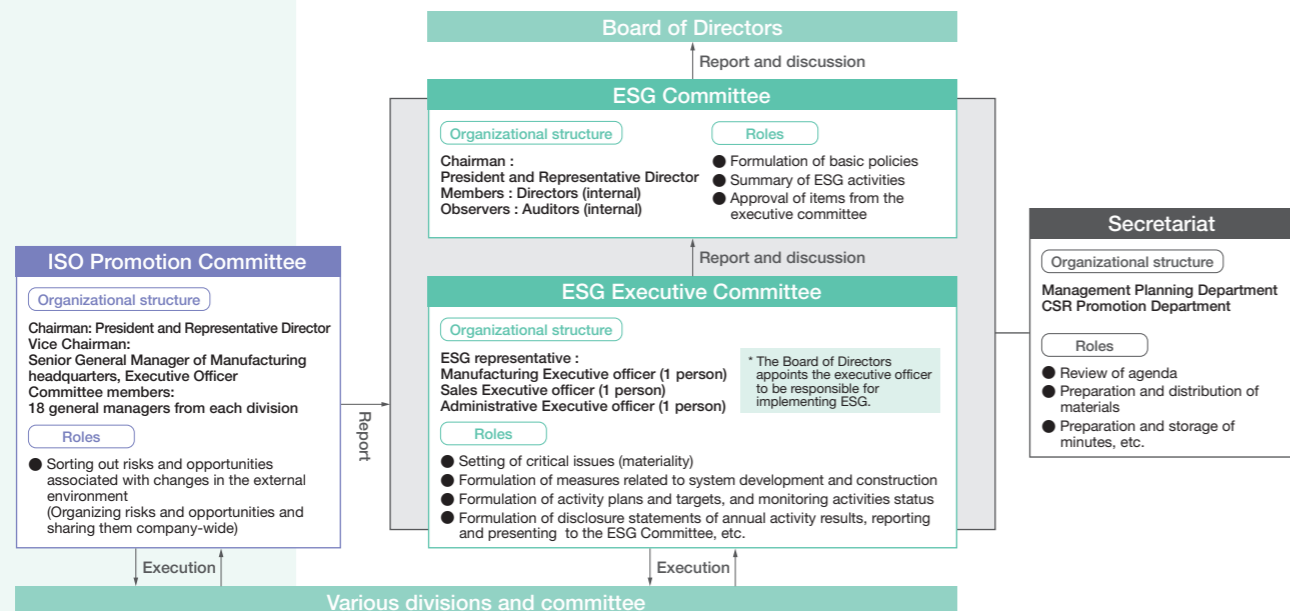 Board of Directors
Report and discussion
ESG Committee
Organizational structure
Chairman :
President and Representative Director
Members : Directors (internal)
Observers : Auditors (internal)
Roles
● Formulation of basic policies
● Summary of ESG activities
● Approval of items from the
executive committee
Report and discussion
ISO Promotion Committee
Organizational structure
Chairman: President and Representative Director
Vice Chairman:
Senior General Manager of Manufacturing
headquarters, Executive Officer
Committee members:
18 general managers from each division
Roles
● Sorting out risks and opportunities
associated with changes in the external
environment
(Organizing risks and opportunities and
sharing them company-wide)
Report
ESG Executive Committee
Organizational structure
ESG representative :
Manufacturing Executive officer (1 person)
Sales Executive officer (1 person)
Administrative Executive officer (1 person)
* The Board of Directors
appoints the executive officer
to be responsible for
implementing ESG.
Roles
● Setting of critical issues (materiality)
● Formulation of measures related to system development and construction
● Formulation of activity plans and targets, and monitoring activities status
● Formulation of disclosure statements of annual activity results, reporting
and presenting to the ESG Committee, etc.
Secretariat
Organizational structure
Management Planning Department
CSR Promotion Department
Roles
● Review of agenda
● Preparation and distribution of
materials
● Preparation and storage of
minutes, etc.
Execution
Execution
Various divisions and committee